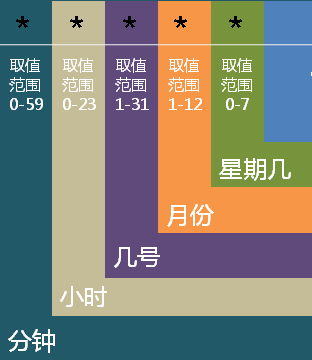 * * * * *
取值 取值 取值 取值 取值
范围 范围 范围 范围 范围
0-59 0-23 1-31 1-12 0-7
星期几
月份
几号
小时
分钟